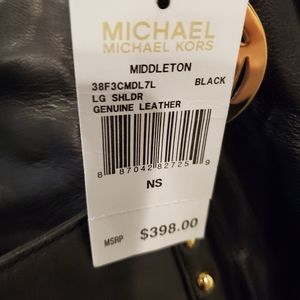 MICHAEL
MICHAEL KORS
MIDDLETON
38F3CMDL7L BLACK
LG SHLDR
GENUINE LEATHER
8 87042 82725 9
NS
MSRP $398.00